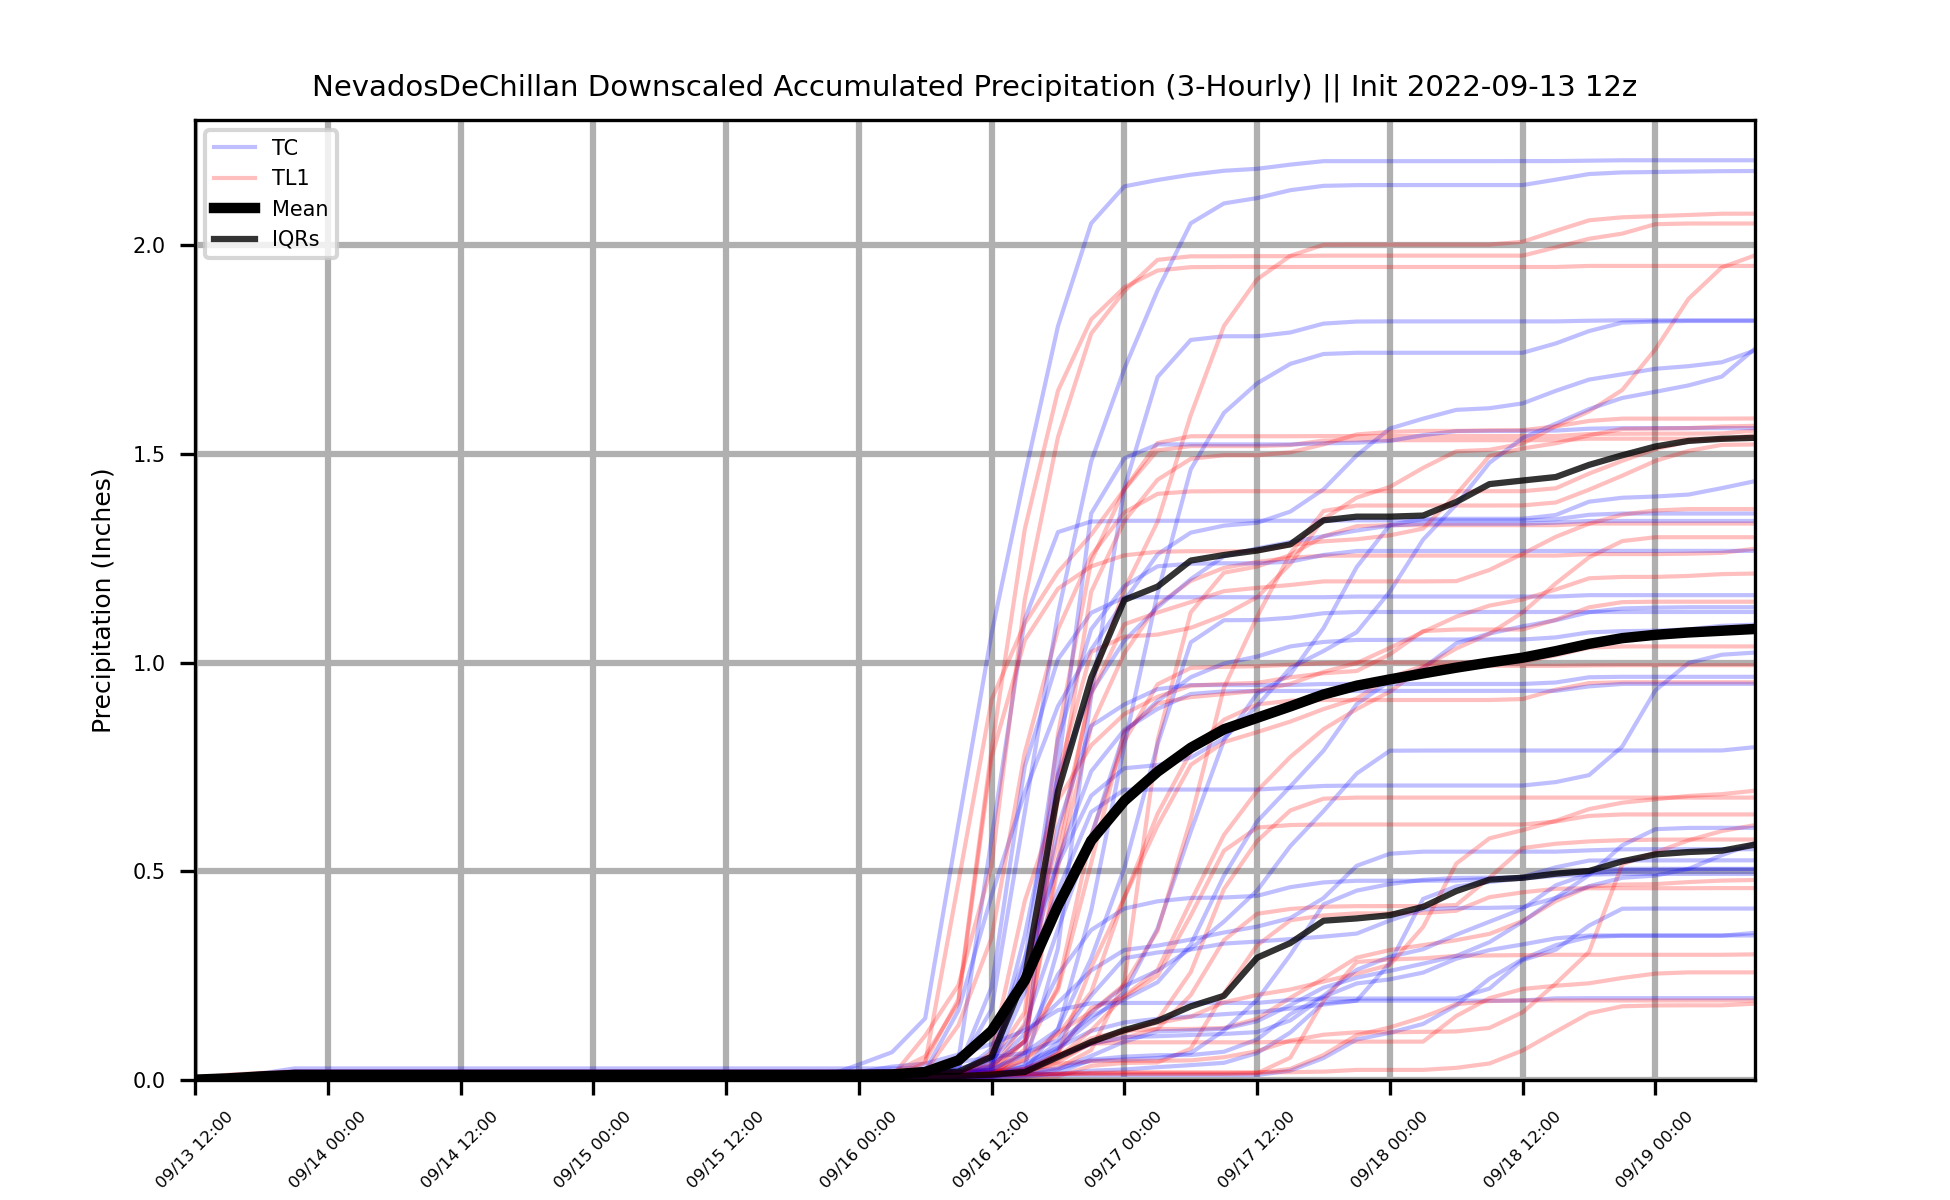 NevadosDeChillan Downscaled Accumulated Precipitation (3-Hourly) || Init 2022-09-13 12z
TC
TL1
Mean
IQRs
Precipitation (Inches)
2.0
1.5
1.0
0.5
0.0
09/13 12:00
09/14 00:00
09/14 12:00
09/15 00:00
09/15 12:00
09/16 00:00
09/16 12:00
09/17 00:00
09/17 12:00
09/18 00:00
09/18 12:00
09/19 00:00